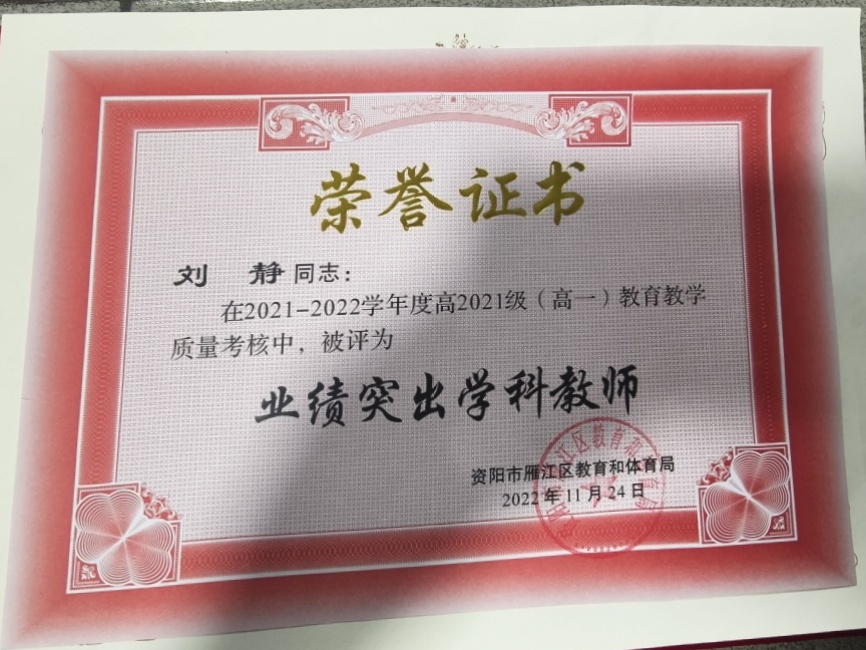 荣誉证书
刘 静 同志：
在2021-2022学年度高2021级（高一）教育教学
质量考核中，被评为
业绩突出学科教师
资阳市雁江区教育和体育局
2022年11月24日